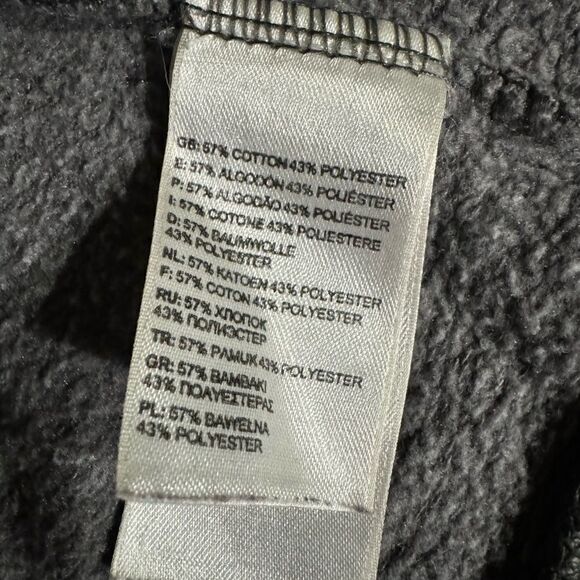 GB: 57% COTTON 43% POLYESTER
E: 57% ALGODÓN 43% POLIÉSTER
P: 57% ALGODÃO 43% POLIÉSTER
I: 57% COTONE 43% POLIESTERE
D: 57% BAUMWOLLE
43% POLYESTER
NL: 57% KATOEN 43% POLYESTER
F: 57% COTON 43% POLYESTER
RU: 57% ХЛОПОК
43% ПОЛИЭСТЕР
TR: 57% PAMUK 43% POLYESTER
GR: 57% ΒΑΜΒΑΚΙ
43% ΠΟΛΥΕΣΤΕΡΑΣ
PL: 57% BAWEŁNA
43% POLYESTER